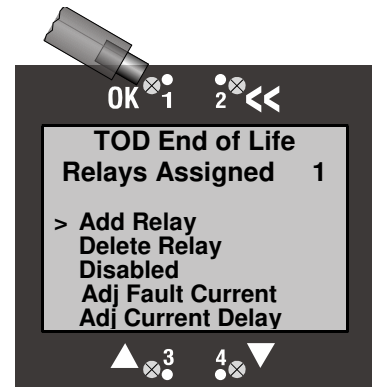 OK 1 2 <<
TOD End of Life
Relays Assigned 1
> Add Relay
Delete Relay
Disabled
Adj Fault Current
Adj Current Delay
3 4